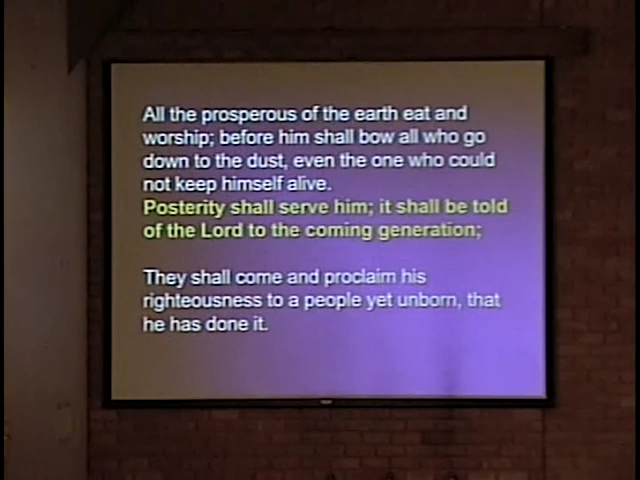 All the prosperous of the earth eat and
worship; before him shall bow all who go
down to the dust, even the one who could
not keep himself alive.
Posterity shall serve him; it shall be told
of the Lord to the coming generation;
They shall come and proclaim his
righteousness to a people yet unborn, that
he has done it.